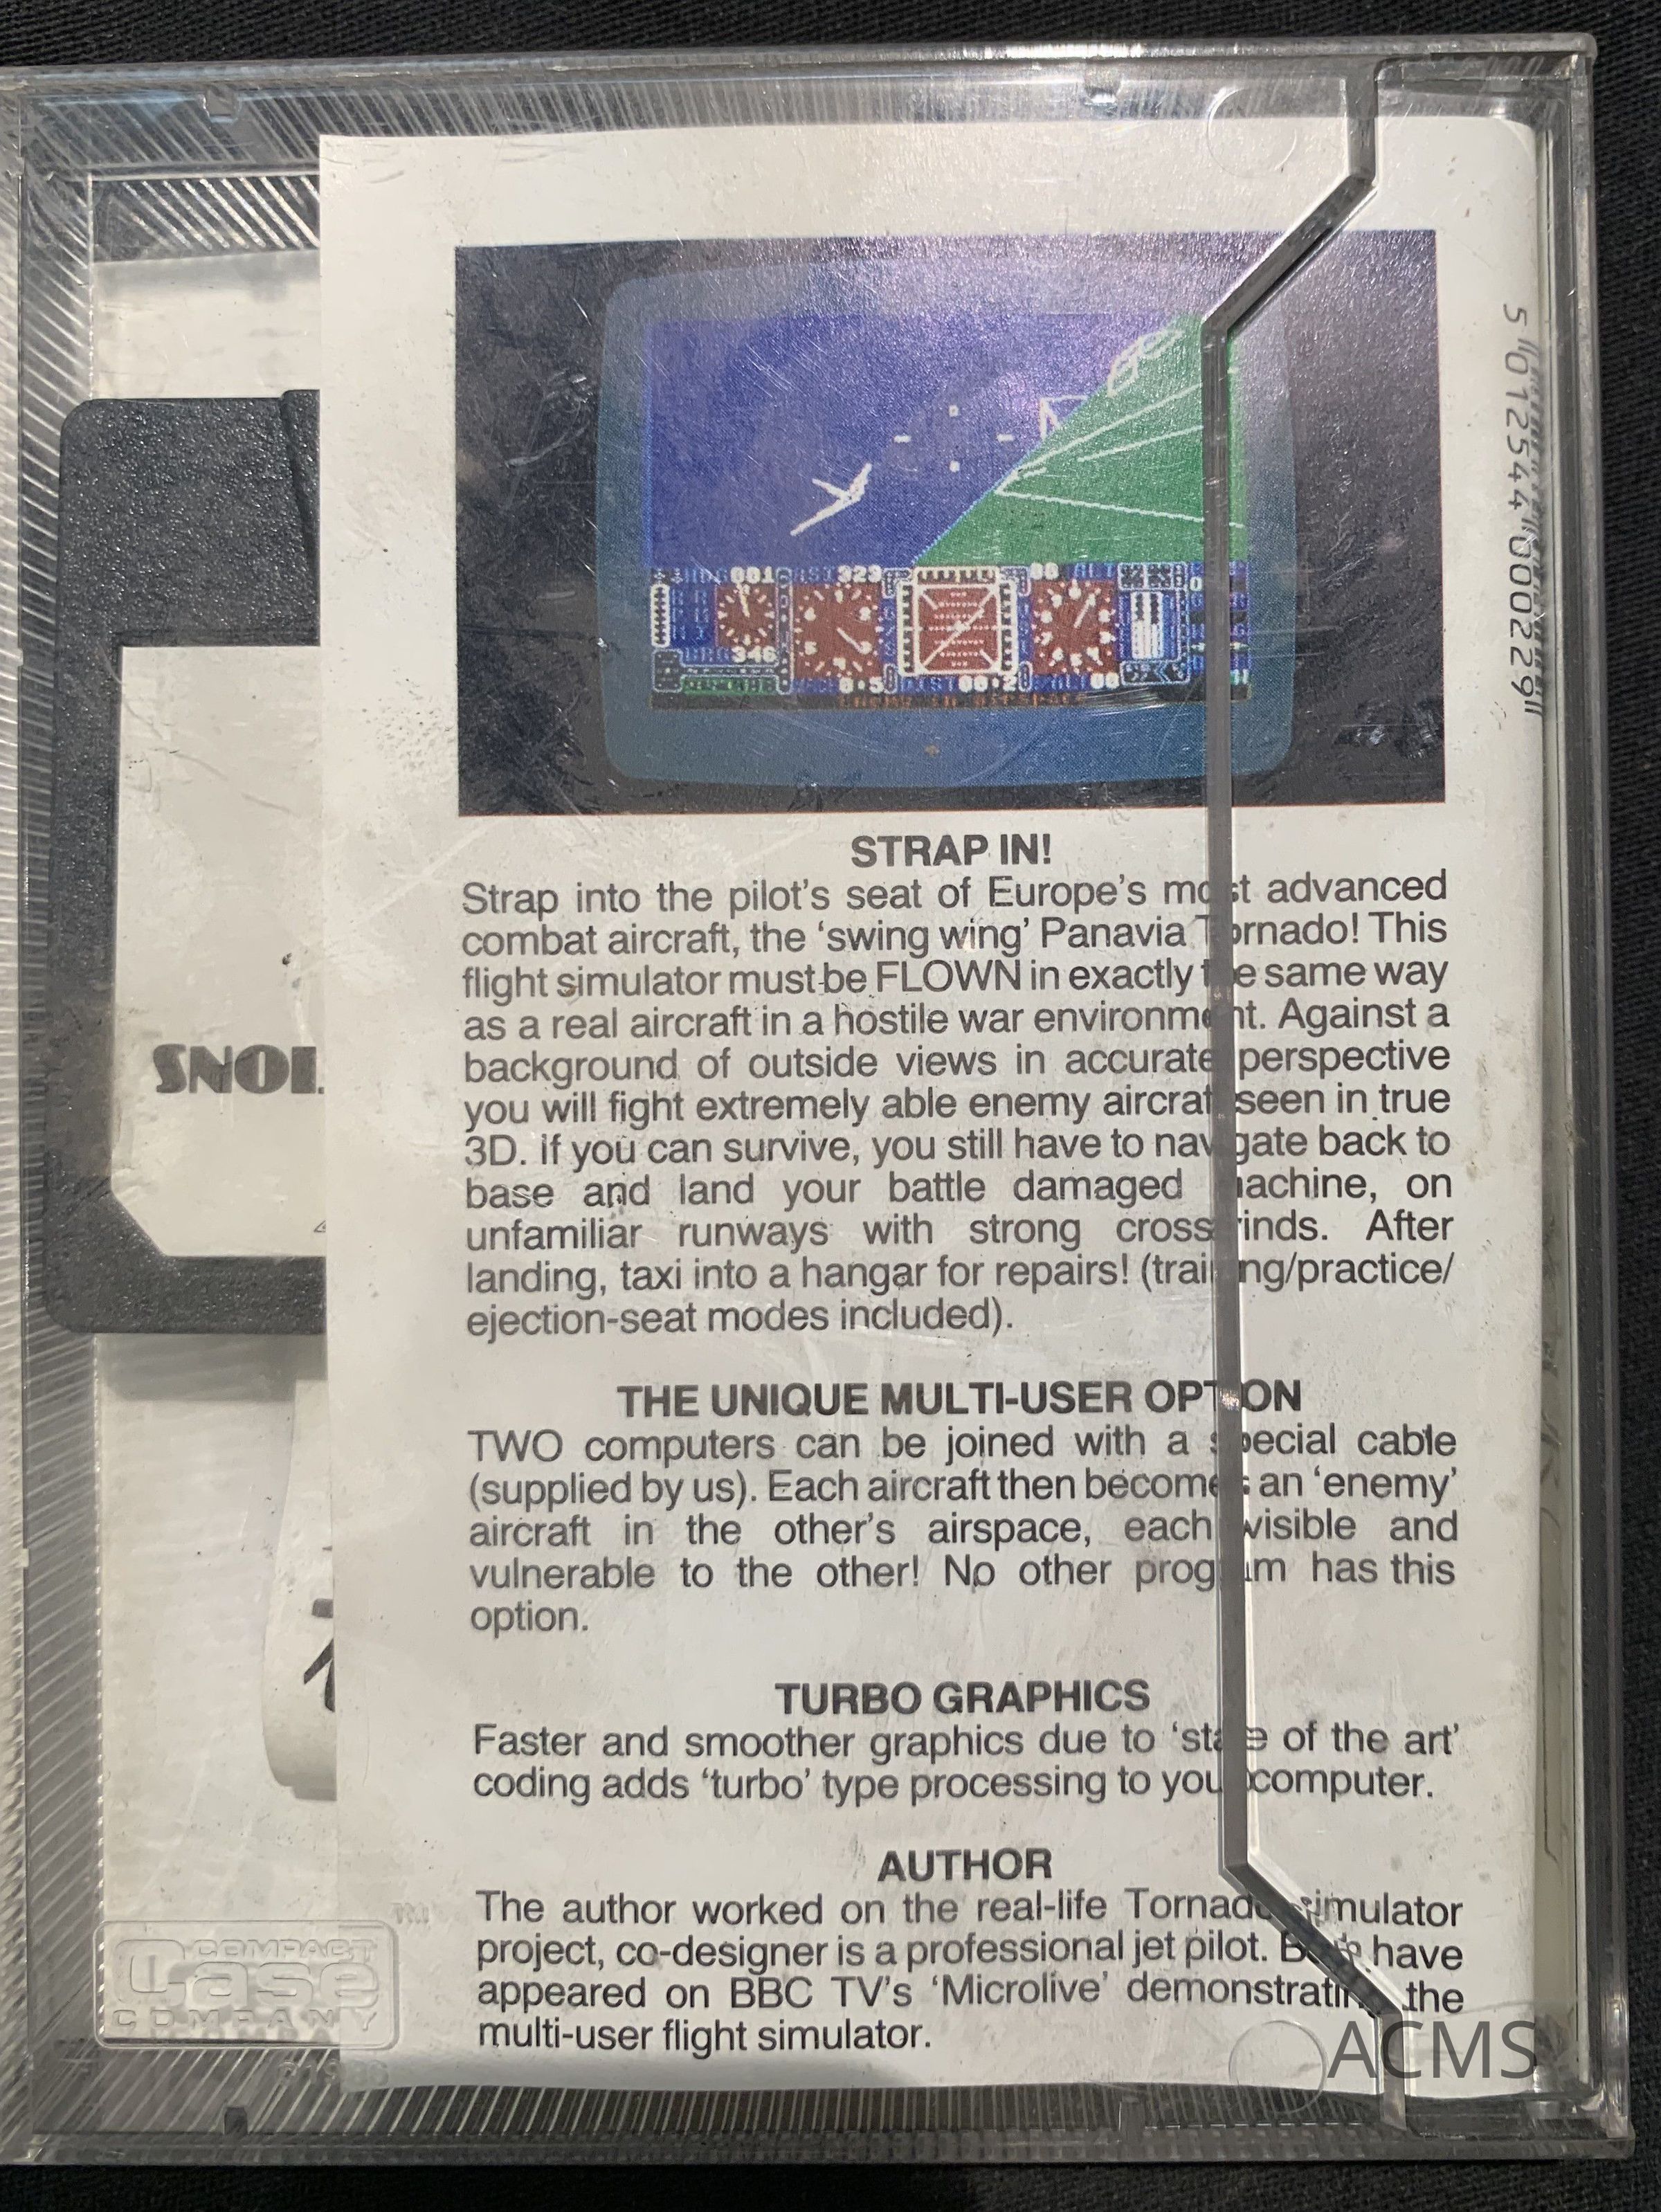 5 012544 000229
001
323
00
346
0.5
00.2
00
STRAP IN!
Strap into the pilot's seat of Europe's most advanced
combat aircraft, the 'swing wing' Panavia Tornado! This
flight simulator must be FLOWN in exactly the same way
as a real aircraft in a hostile war environment. Against a
background of outside views in accurate perspective
you will fight extremely able enemy aircraft seen in true
3D. If you can survive, you still have to navigate back to
base and land your battle damaged machine, on
unfamiliar runways with strong crosswinds. After
landing, taxi into a hangar for repairs! (training/practice/
ejection-seat modes included).
THE UNIQUE MULTI-USER OPTION
TWO computers can be joined with a special cable
(supplied by us). Each aircraft then becomes an 'enemy'
aircraft in the other's airspace, each visible and
vulnerable to the other! No other program has this
option.
TURBO GRAPHICS
Faster and smoother graphics due to 'state of the art'
coding adds 'turbo' type processing to your computer.
AUTHOR
The author worked on the real-life Tornado simulator
project, co-designer is a professional jet pilot. Both have
appeared on BBC TV's 'Microlive' demonstrating the
multi-user flight simulator.
COMPACT
Case
COMPANY
ACMS